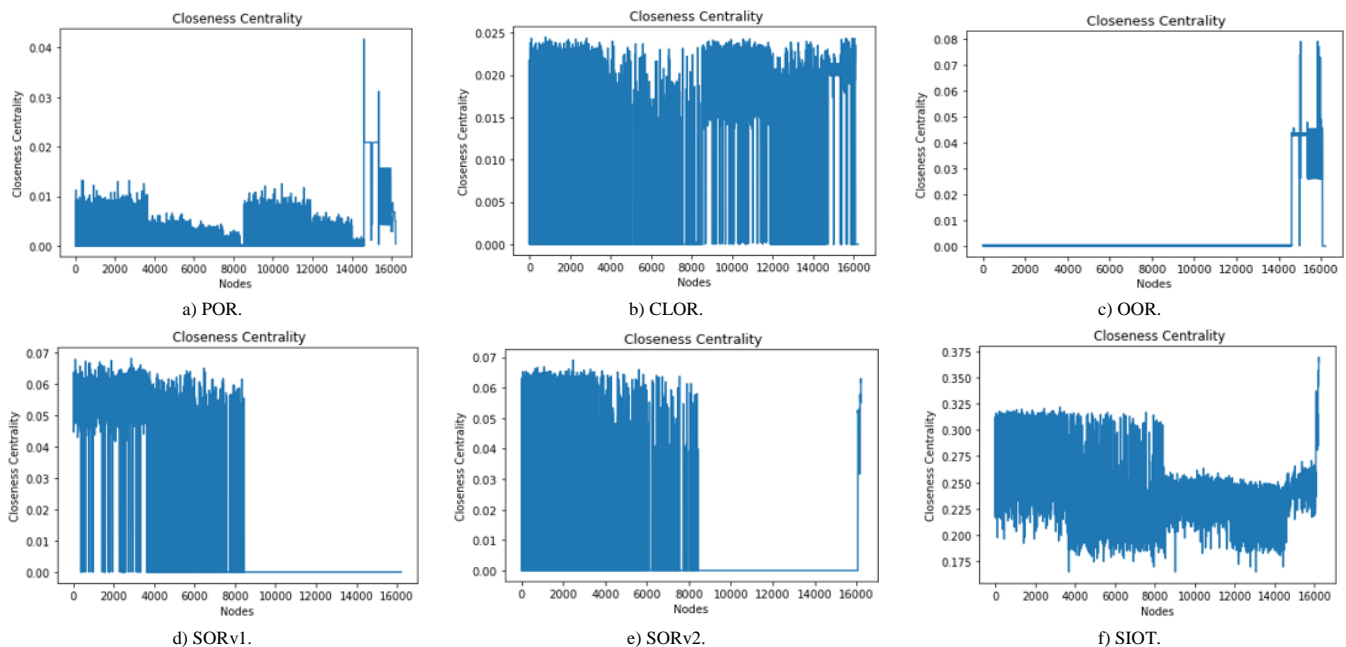 Closeness Centrality
Closeness Centrality
0.04
0.03
0.02
0.01
0.00
0 2000 4000 6000 8000 10000 12000 14000 16000
Nodes
a) POR.
Closeness Centrality
Closeness Centrality
0.025
0.020
0.015
0.010
0.005
0.000
0 2000 4000 6000 8000 10000 12000 14000 16000
Nodes
b) CLOR.
Closeness Centrality
Closeness Centrality
0.08
0.07
0.06
0.05
0.04
0.03
0.02
0.01
0.00
0 2000 4000 6000 8000 10000 12000 14000 16000
Nodes
c) OOR.
Closeness Centrality
Closeness Centrality
0.07
0.06
0.05
0.04
0.03
0.02
0.01
0.00
0 2000 4000 6000 8000 10000 12000 14000 16000
Nodes
d) SORv1.
Closeness Centrality
Closeness Centrality
0.07
0.06
0.05
0.04
0.03
0.02
0.01
0.00
0 2000 4000 6000 8000 10000 12000 14000 16000
Nodes
e) SORv2.
Closeness Centrality
Closeness Centrality
0.375
0.350
0.325
0.300
0.275
0.250
0.225
0.200
0.175
0 2000 4000 6000 8000 10000 12000 14000 16000
Nodes
f) SIOT.